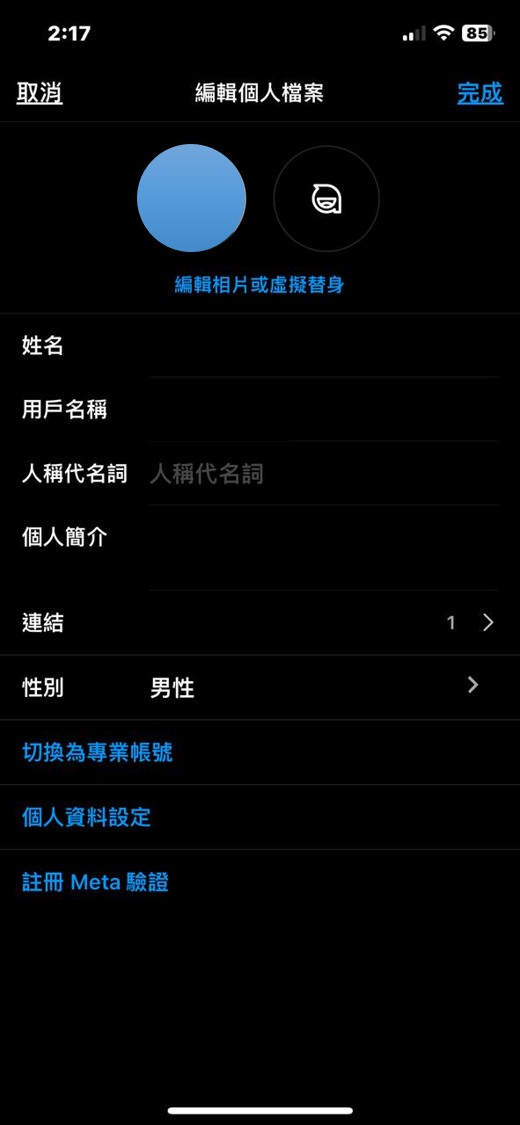 2:17
85
取消 編輯個人檔案 完成
編輯相片或虛擬替身
姓名
用戶名稱
人稱代名詞 人稱代名詞
個人簡介
連結 1
性別 男性
切換為專業帳號
個人資料設定
註冊 Meta 驗證